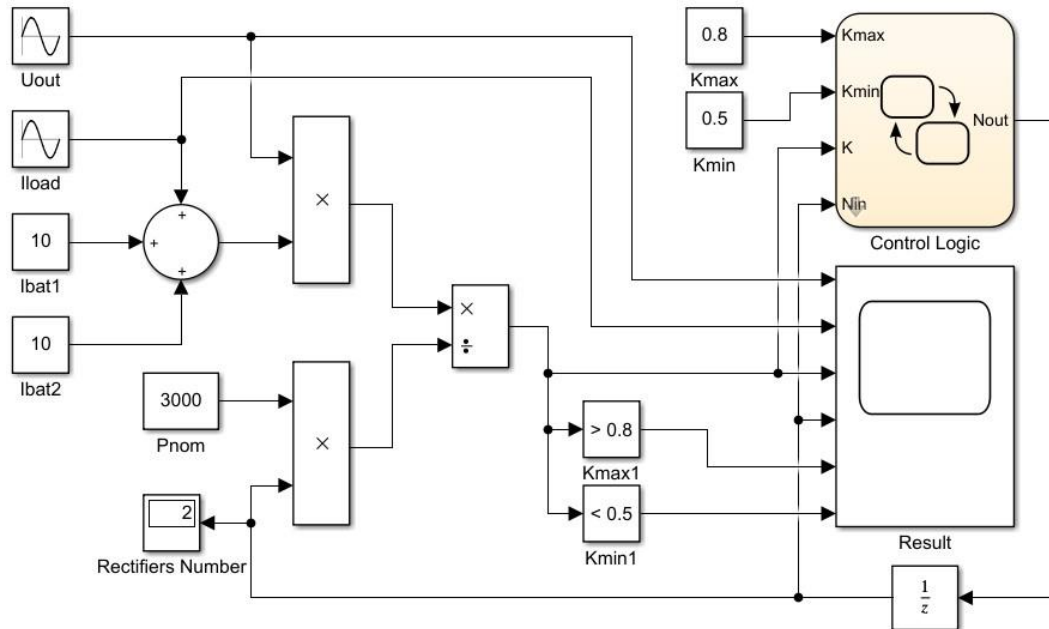 Uout
Iload
10
Ibat1
10
Ibat2
+
+
+
×
3000
Pnom
×
2
Rectifiers Number
×
÷
> 0.8
Kmax1
< 0.5
Kmin1
0.8
Kmax
0.5
Kmin
Kmax
Kmin
K
Nin
Nout
Control Logic
Result
1
z